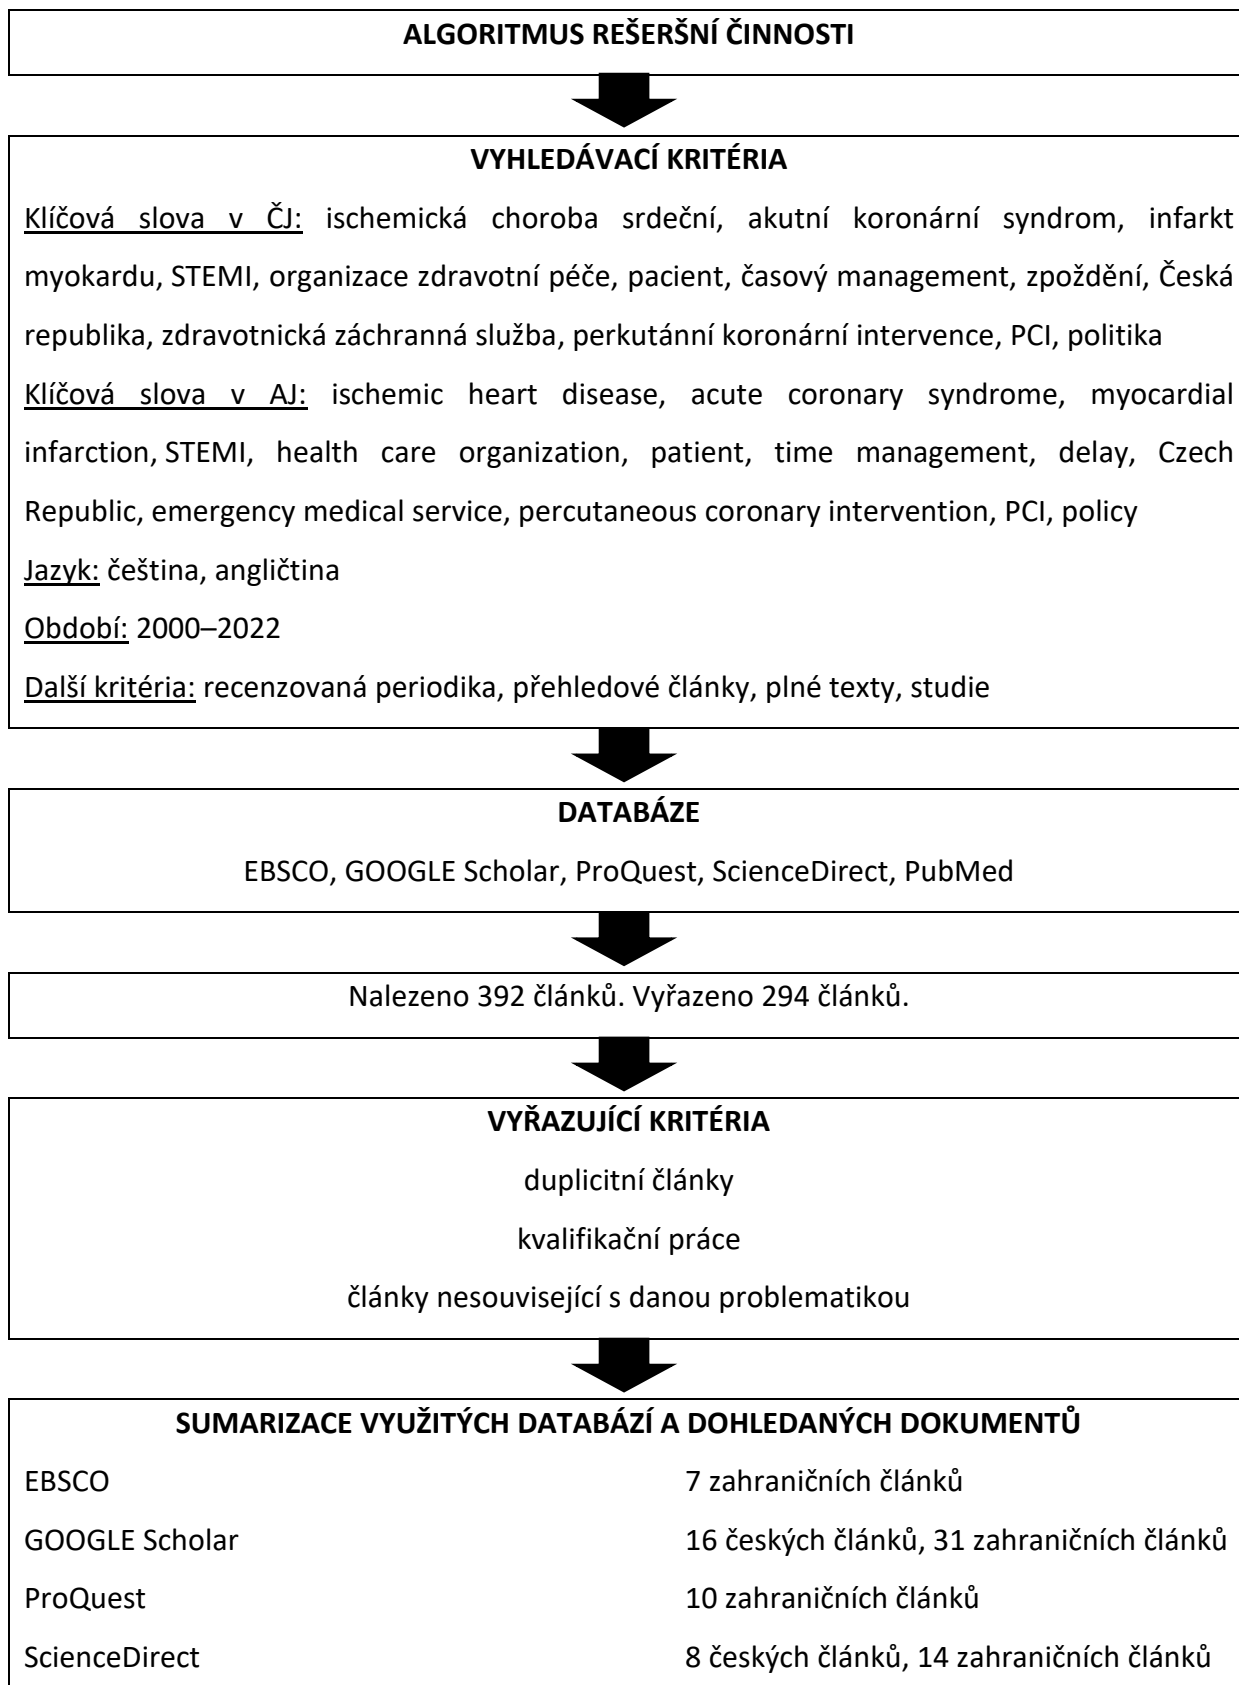 ALGORITMUS REŠERŠNÍ ČINNOSTI
VYHLEDÁVACÍ KRITÉRIA
Klíčová slova v ČJ: ischemická choroba srdeční, akutní koronární syndrom, infarkt
myokardu, STEMI, organizace zdravotní péče, pacient, časový management, zpoždění, Česká
republika, zdravotnická záchranná služba, perkutánní koronární intervence, PCI, politika
Klíčová slova v AJ: ischemic heart disease, acute coronary syndrome, myocardial
infarction, STEMI, health care organization, patient, time management, delay, Czech
Republic, emergency medical service, percutaneous coronary intervention, PCI, policy
Jazyk: čeština, angličtina
Období: 2000–2022
Další kritéria: recenzovaná periodika, přehledové články, plné texty, studie
DATABÁZE
EBSCO, GOOGLE Scholar, ProQuest, ScienceDirect, PubMed
Nalezeno 392 článků. Vyřazeno 294 článků.
VYŘAZUJÍCÍ KRITÉRIA
duplicitní články
kvalifikační práce
články nesouvisející s danou problematikou
SUMARIZACE VYUŽITÝCH DATABÁZÍ A DOHLEDANÝCH DOKUMENTŮ
EBSCO 7 zahraničních článků
GOOGLE Scholar 16 českých článků, 31 zahraničních článků
ProQuest 10 zahraničních článků
ScienceDirect 8 českých článků, 14 zahraničních článků